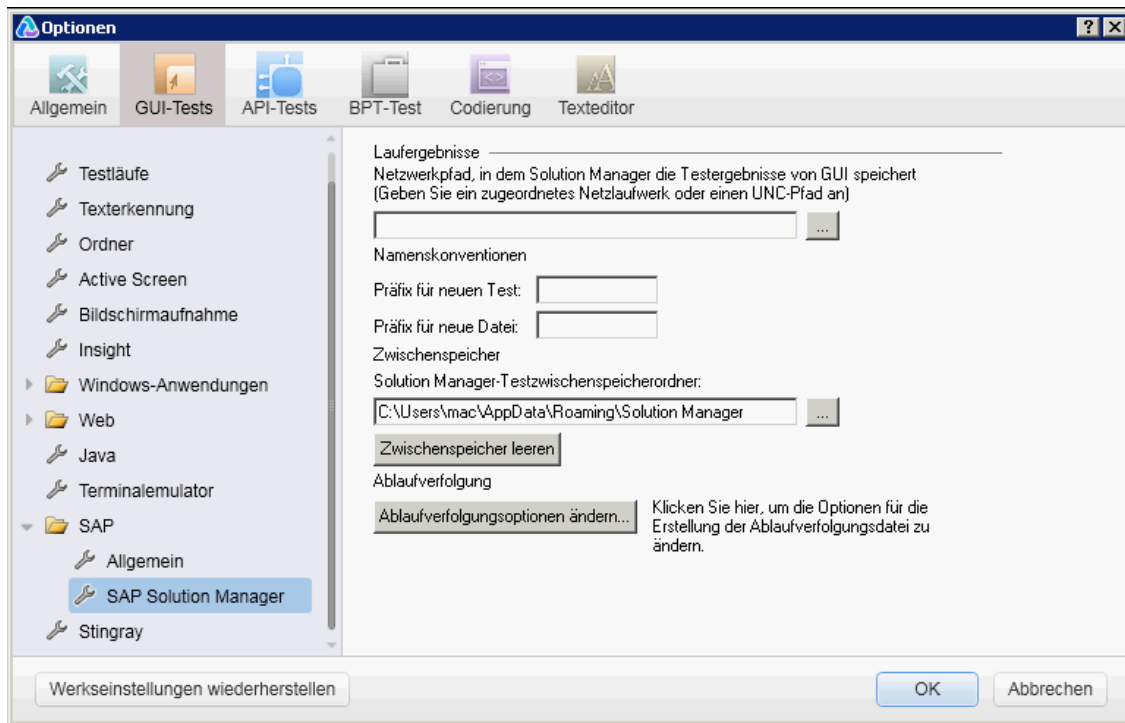 Optionen
Allgemein
GUI-Tests
API-Tests
BPT-Test
Codierung
Texteditor
Testläufe
Texterkennung
Ordner
Active Screen
Bildschirmaufnahme
Insight
Windows-Anwendungen
Web
Java
Terminalemulator
SAP
Allgemein
SAP Solution Manager
Stingray
Laufergebnisse
Netzwerkpfad, in dem Solution Manager die Testergebnisse von GUI speichert
(Geben Sie ein zugeordnetes Netzlaufwerk oder einen UNC-Pfad an)
...
Namenskonventionen
Präfix für neuen Test:
Präfix für neue Datei:
Zwischenspeicher
Solution Manager-Testzwischenspeicherordner:
C:\Users\mac\AppData\Roaming\Solution Manager
...
Zwischenspeicher leeren
Ablaufverfolgung
Ablaufverfolgungsoptionen ändern...
Klicken Sie hier, um die Optionen für die
Erstellung der Ablaufverfolgungsdatei zu
ändern.
Werkseinstellungen wiederherstellen
OK
Abbrechen